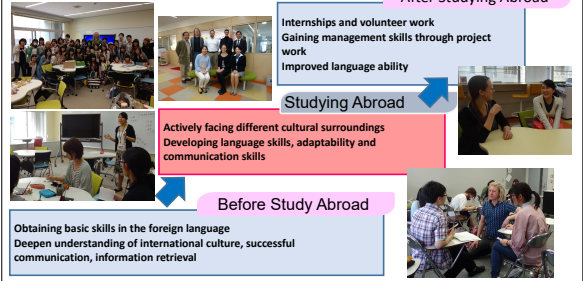 After Studying Abroad
Internships and volunteer work
Gaining management skills through project
work
Improved language ability
Studying Abroad
Actively facing different cultural surroundings
Developing language skills, adaptability and
communication skills
Before Study Abroad
Obtaining basic skills in the foreign language
Deepen understanding of international culture, successful
communication, information retrieval